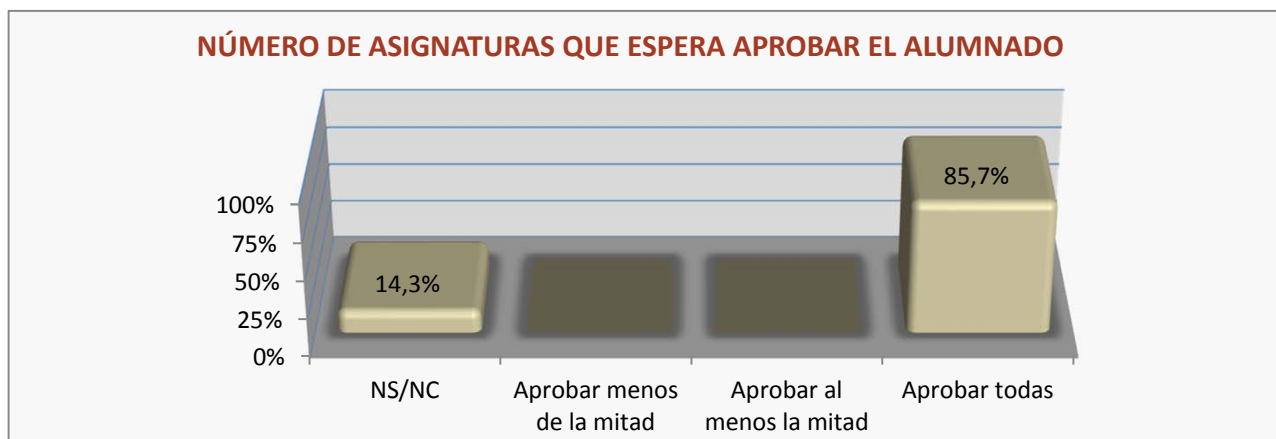 NÚMERO DE ASIGNATURAS QUE ESPERA APROBAR EL ALUMNADO
85,7%
100%
75%
14,3%
50%
25%
0%
NS/NC
Aprobar menos
de la mitad
Aprobar al
menos la mitad
Aprobar todas